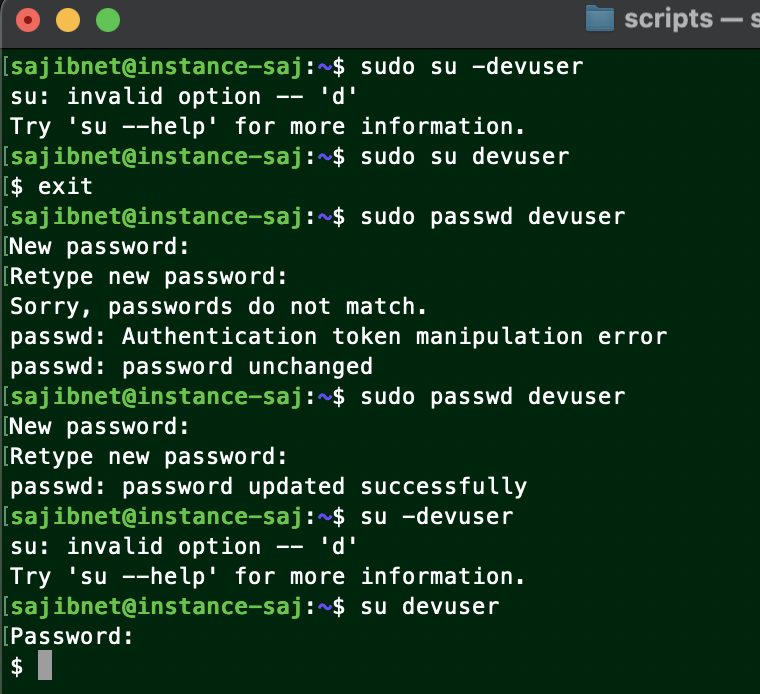 scripts — s
[sajibnet@instance-saj:~$ sudo su -devuser
su: invalid option -- 'd'
Try 'su --help' for more information.
[sajibnet@instance-saj:~$ sudo su devuser
[$ exit
[sajibnet@instance-saj:~$ sudo passwd devuser
[New password:
[Retype new password:
Sorry, passwords do not match.
passwd: Authentication token manipulation error
passwd: password unchanged
[sajibnet@instance-saj:~$ sudo passwd devuser
[New password:
[Retype new password:
passwd: password updated successfully
[sajibnet@instance-saj:~$ su -devuser
su: invalid option -- 'd'
Try 'su --help' for more information.
[sajibnet@instance-saj:~$ su devuser
[Password:
$